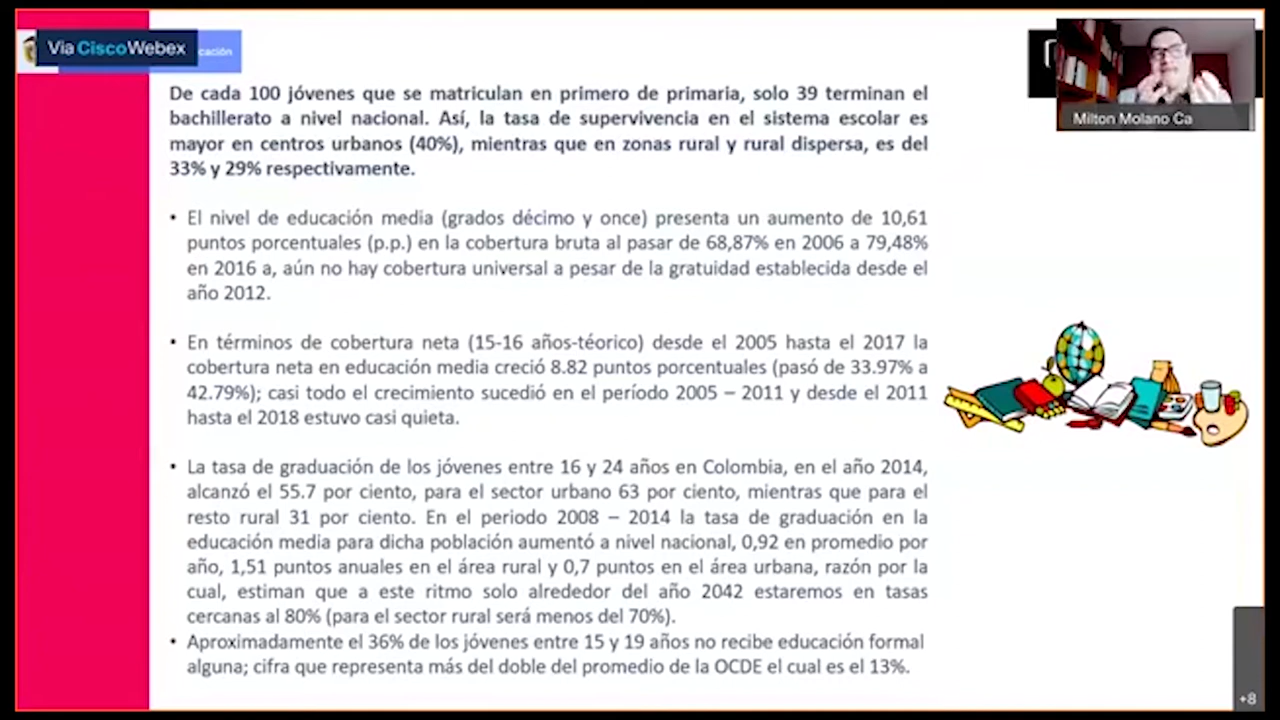 Via CiscoWebex
cación
Milton Molano Ca
De cada 100 jóvenes que se matriculan en primero de primaria, solo 39 terminan el
bachillerato a nivel nacional. Así, la tasa de supervivencia en el sistema escolar es
mayor en centros urbanos (40%), mientras que en zonas rural y rural dispersa, es del
33% y 29% respectivamente.
• El nivel de educación media (grados décimo y once) presenta un aumento de 10,61
puntos porcentuales (p.p.) en la cobertura bruta al pasar de 68,87% en 2006 a 79,48%
en 2016 a, aún no hay cobertura universal a pesar de la gratuidad establecida desde el
año 2012.
• En términos de cobertura neta (15-16 años-téorico) desde el 2005 hasta el 2017 la
cobertura neta en educación media creció 8.82 puntos porcentuales (pasó de 33.97% a
42.79%); casi todo el crecimiento sucedió en el período 2005 – 2011 y desde el 2011
hasta el 2018 estuvo casi quieta.
• La tasa de graduación de los jóvenes entre 16 y 24 años en Colombia, en el año 2014,
alcanzó el 55.7 por ciento, para el sector urbano 63 por ciento, mientras que para el
resto rural 31 por ciento. En el periodo 2008 – 2014 la tasa de graduación en la
educación media para dicha población aumentó a nivel nacional, 0,92 en promedio por
año, 1,51 puntos anuales en el área rural y 0,7 puntos en el área urbana, razón por la
cual, estiman que a este ritmo solo alrededor del año 2042 estaremos en tasas
cercanas al 80% (para el sector rural será menos del 70%).
• Aproximadamente el 36% de los jóvenes entre 15 y 19 años no recibe educación formal
alguna; cifra que representa más del doble del promedio de la OCDE el cual es el 13%.
+8